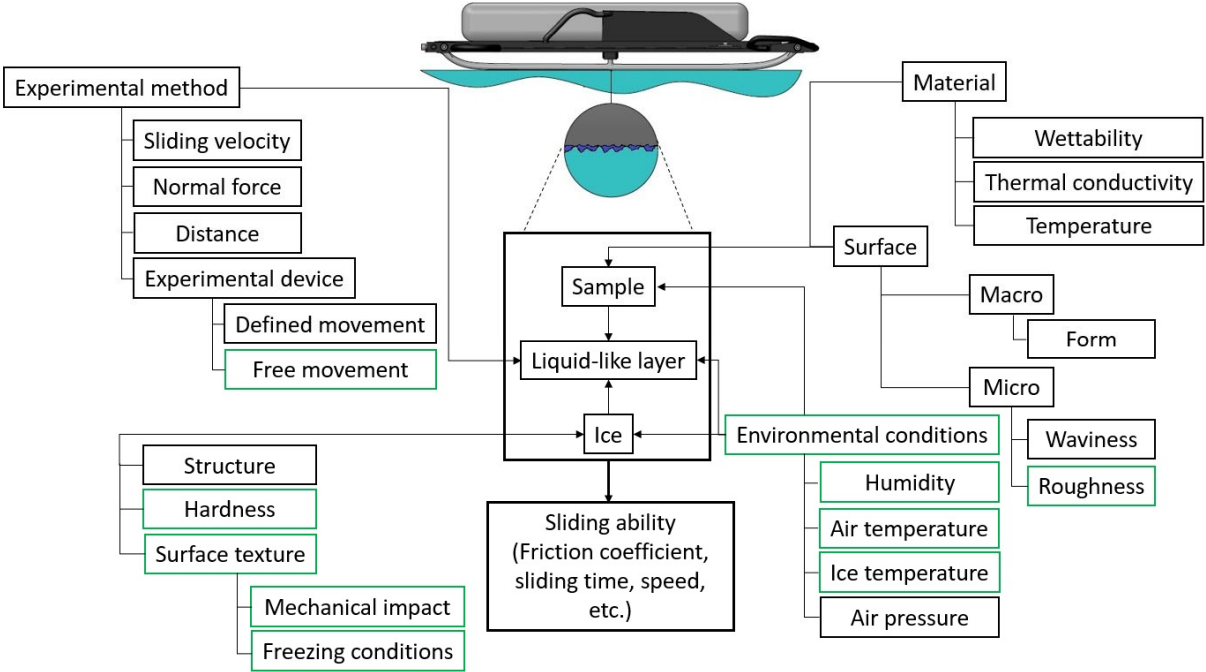 Experimental method
Sliding velocity
Normal force
Distance
Experimental device
Defined movement
Free movement
Material
Wettability
Thermal conductivity
Temperature
Surface
Macro
Form
Micro
Waviness
Roughness
Sample
Liquid-like layer
Ice
Environmental conditions
Humidity
Air temperature
Ice temperature
Air pressure
Structure
Hardness
Surface texture
Mechanical impact
Freezing conditions
Sliding ability
(Friction coefficient,
sliding time, speed,
etc.)